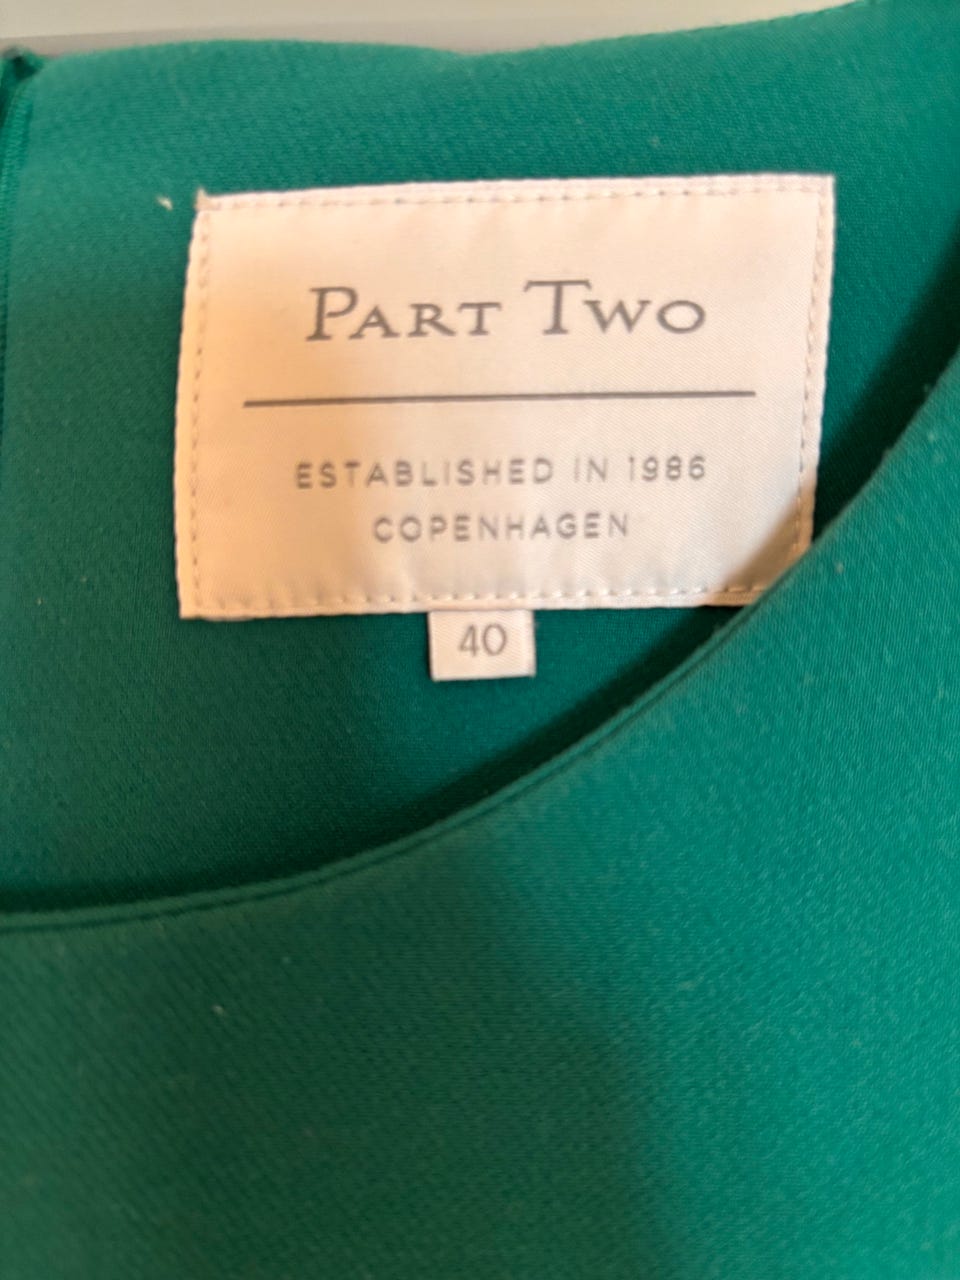 PART TWO
ESTABLISHED IN 1986
COPENHAGEN
40